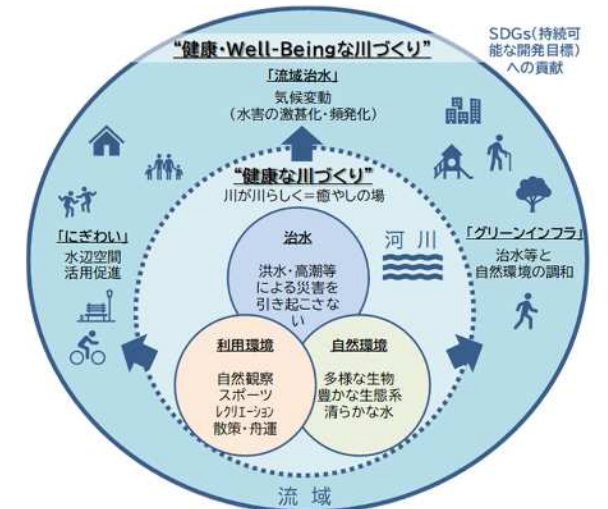 SDGs(持続可
能な開発目標)
への貢献
“健康・Well-Beingな川づくり”
「流域治水」
気候変動
(水害の激甚化・頻発化)
“健康な川づくり”
川が川らしく=癒やしの場
「にぎわい」
水辺空間
活用促進
「グリーンインフラ」
治水等と
自然環境の調和
河川
治水
洪水・高潮等
による災害を
引き起こさな
い
利用環境
自然観察
スポーツ
レクリエーション
散策・舟運
自然環境
多様な生物
豊かな生態系
清らかな水
流域